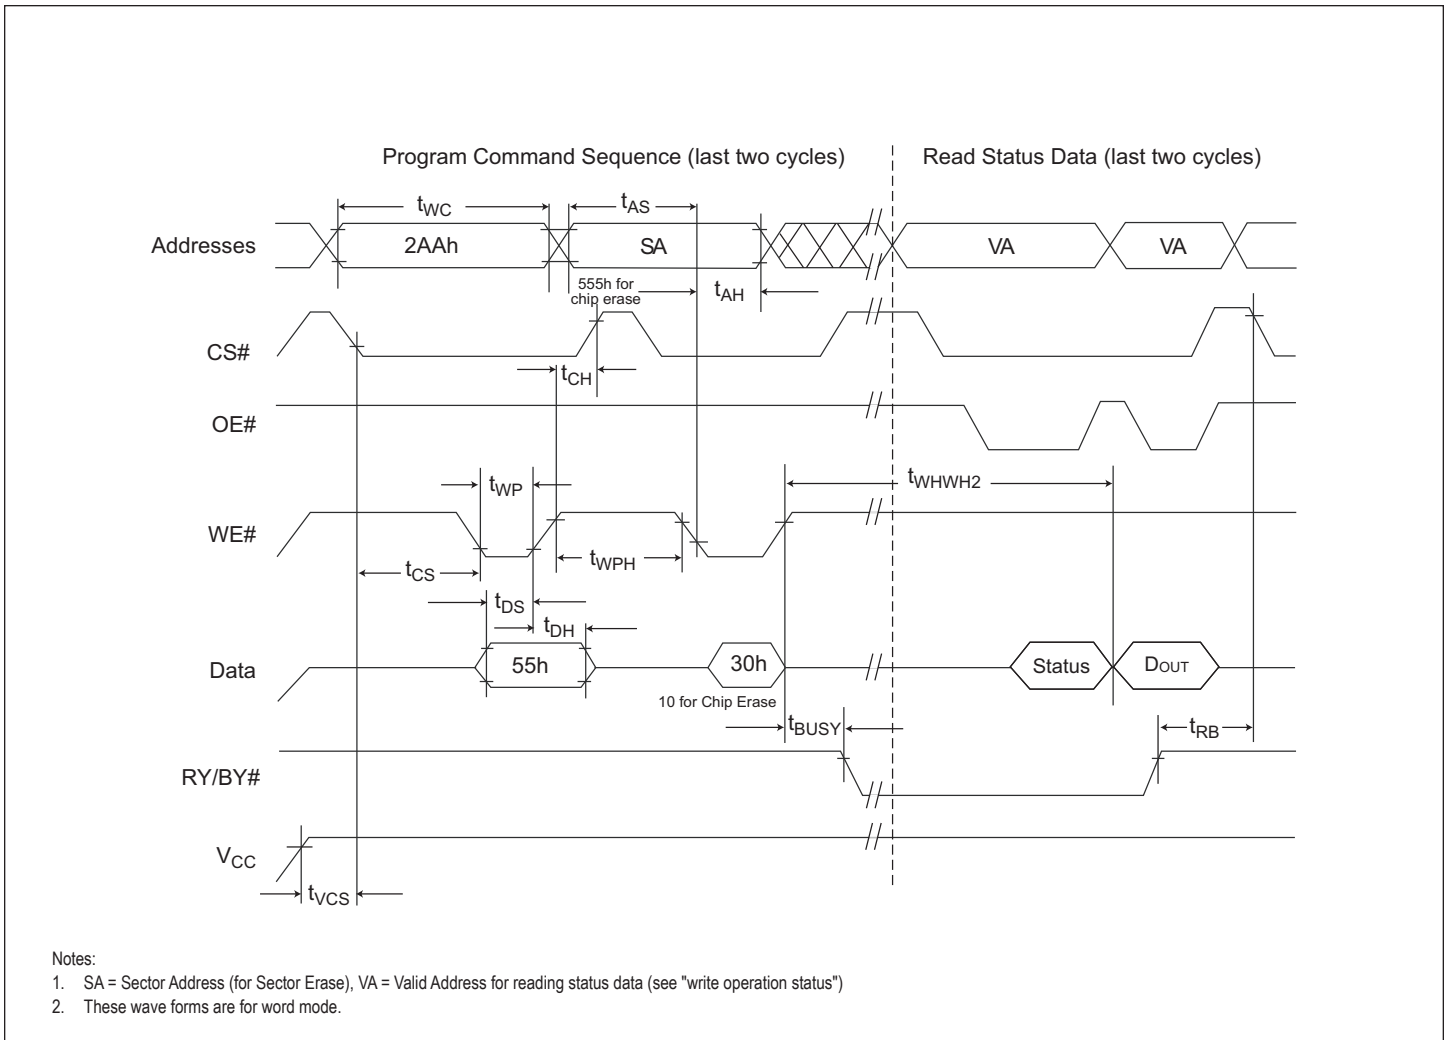 Program Command Sequence (last two cycles)
Read Status Data (last two cycles)
tWC
tAS
Addresses
2AAh
SA
VA
VA
555h for
chip erase
tAH
CS#
tCH
OE#
tWP
tWHWH2
WE#
tCS
tWPH
tDS
tDH
Data
55h
30h
Status
DOUT
10 for Chip Erase
tBUSY
tRB
RY/BY#
VCC
tVCS
Notes:
1. SA = Sector Address (for Sector Erase), VA = Valid Address for reading status data (see "write operation status")
2. These wave forms are for word mode.